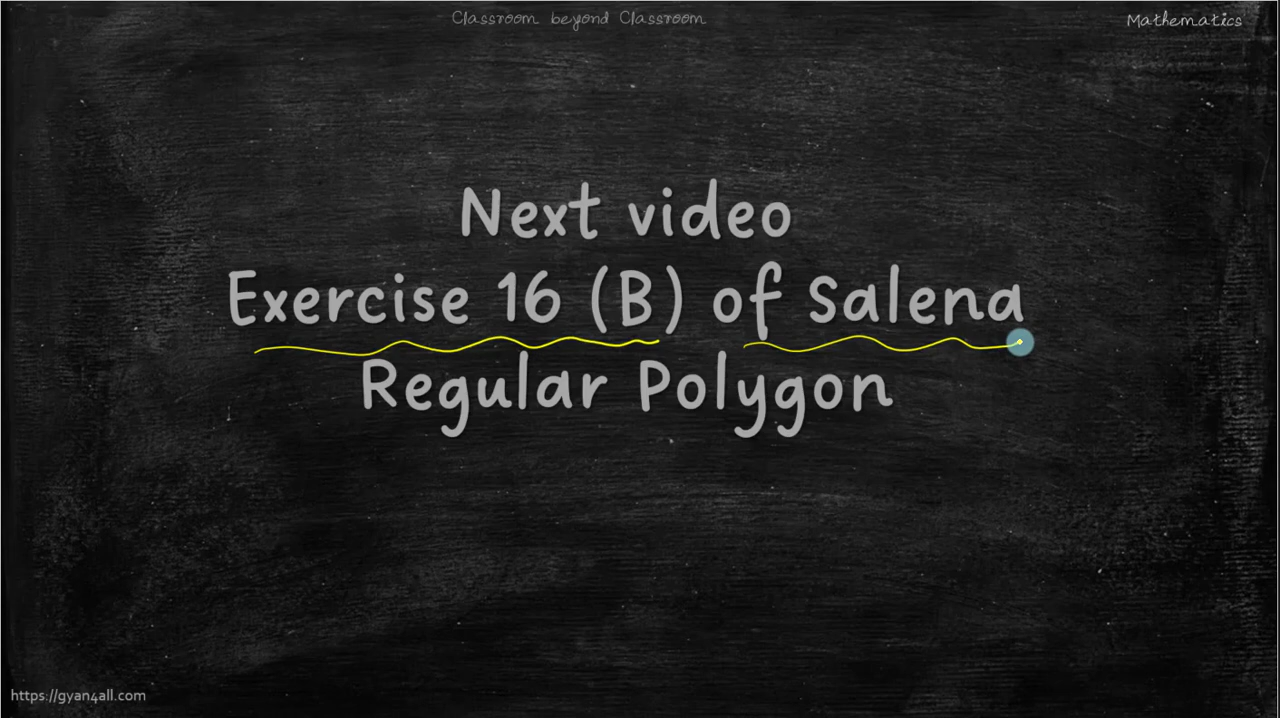 Classroom beyond Classroom
Mathematics
Next video
Exercise 16 (B) of Salena
Regular Polygon
https://gyan4all.com